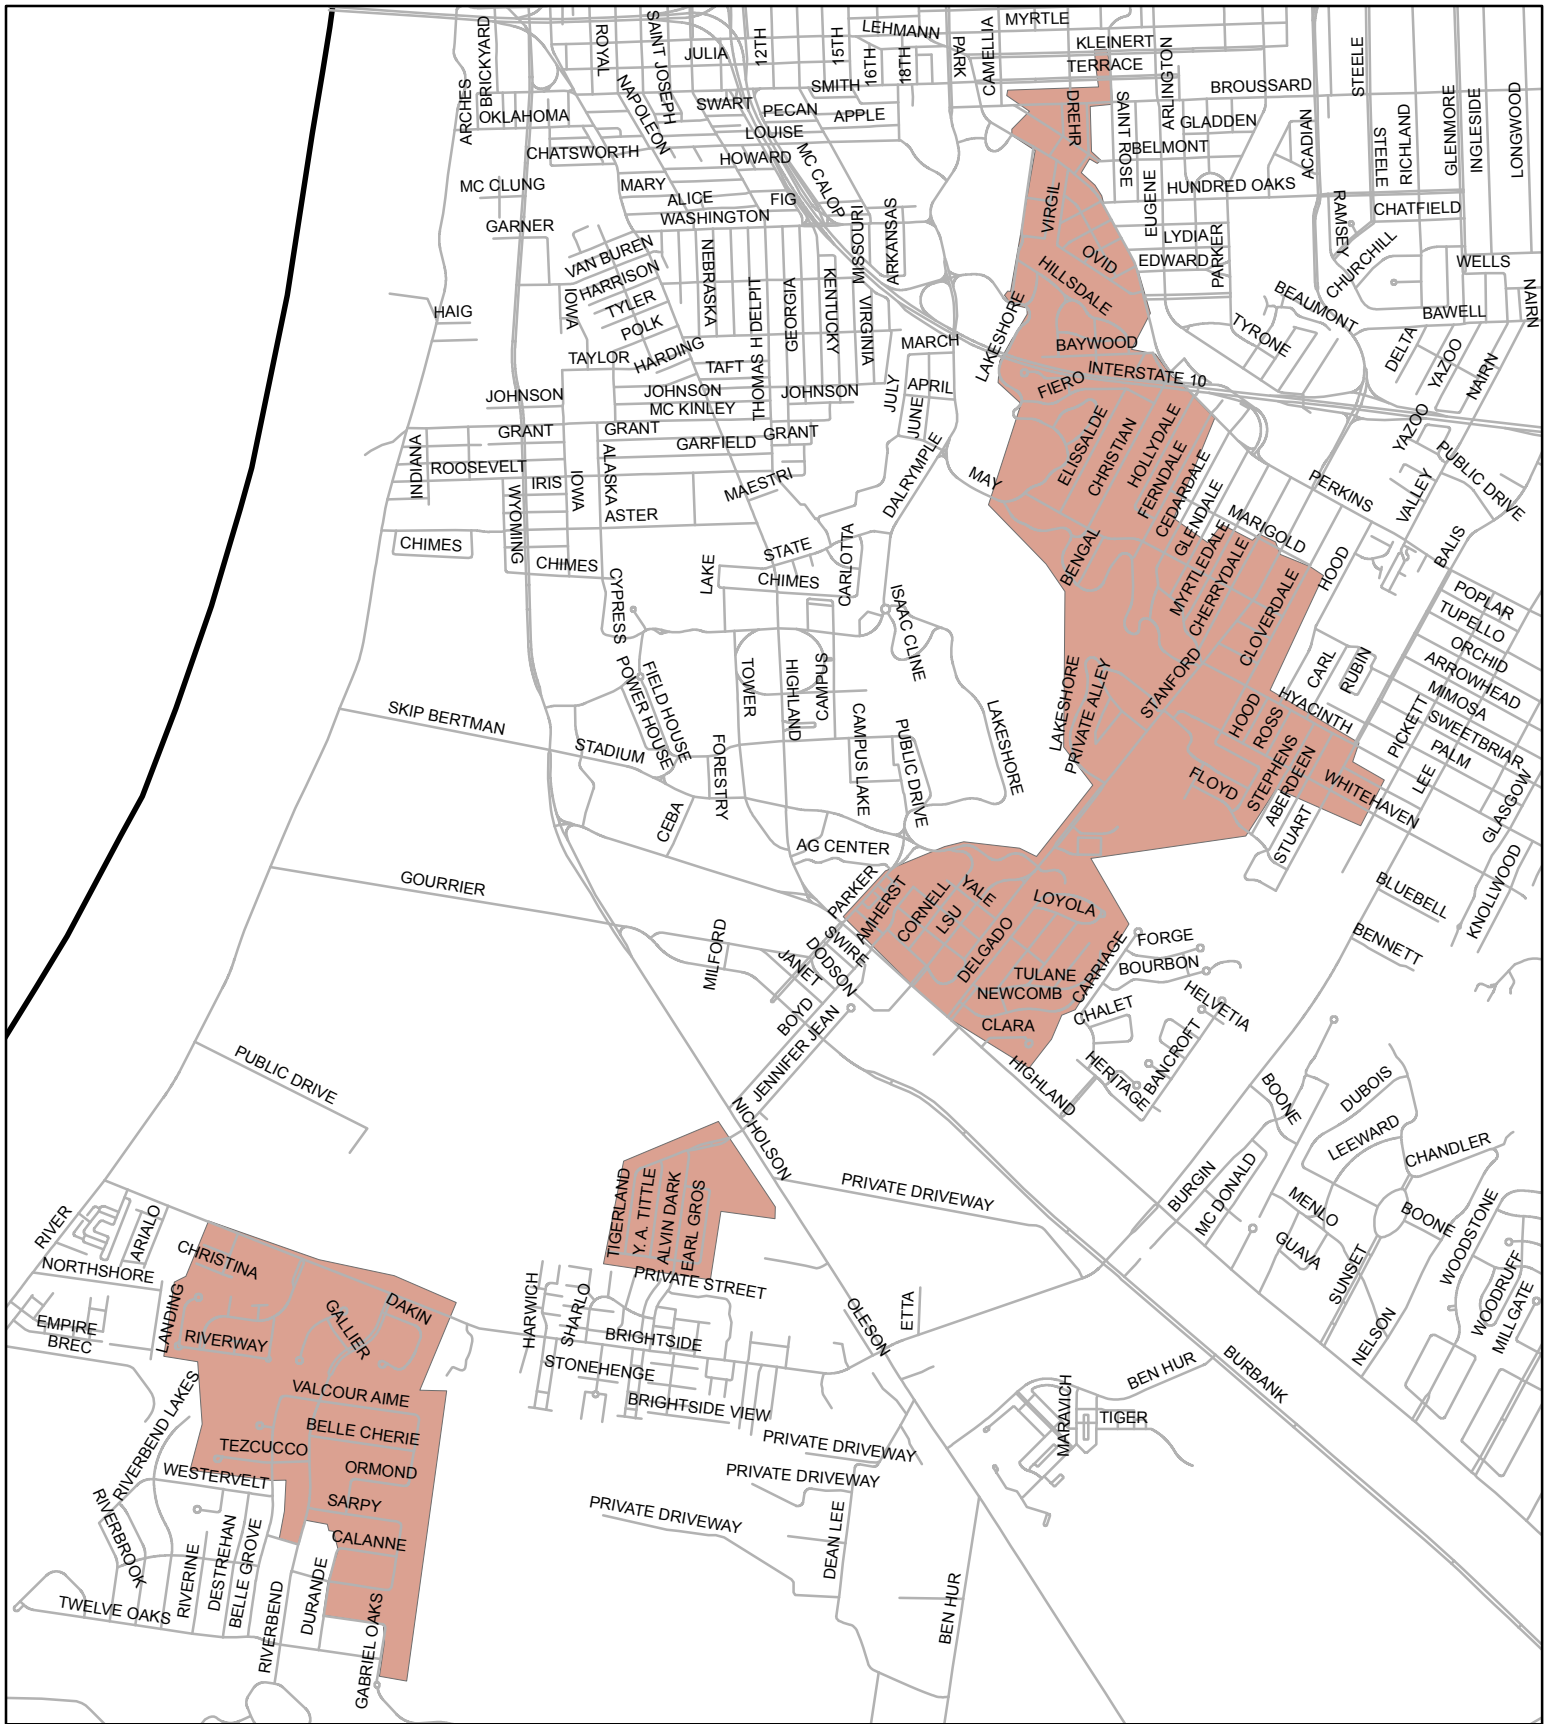 MYRTLE
LEHMANN
KLEINERT
BRICKYARD
ROYAL
SAINT JOSEPH
JULIA
12TH
15TH
16TH
18TH
PARK
CAMELLIA
TERRACE
ARLINGTON
BROUSSARD
STEELE
LONGWOOD
INGLESIDE
GLENMORE
RICHLAND
STEELE
ACADIAN
ARCHES
OKLAHOMA
NAPOLEON
SWART
SMITH
PECAN
APPLE
LOUISE
DREHR
SAINT ROSE
GLADDEN
BELMONT
CHATSWORTH
HOWARD
MC CALOP
MC CLUNG
MARY
ALICE
FIG
WASHINGTON
MISSOURI
ARKANSAS
VIRGIL
EUGENE
HUNDRED OAKS
RAMSEY
CHATFIELD
GARNER
VAN BUREN
HARRISON
NEBRASKA
LYDIA
PARKER
EDWARD
OVID
CHURCHILL
WELLS
HILLSDALE
IOWA
TYLER
POLK
THOMAS H DELPIT
GEORGIA
KENTUCKY
VIRGINIA
HAIG
BEAUMONT
BAWELL
NAIRN
LAKESHORE
TYRONE
MARCH
BAYWOOD
DELTA
YAZOO
NAIRN
TAYLOR
HARDING
TAFT
INTERSTATE 10
FIERO
JOHNSON
JOHNSON
JOHNSON
JULY
APRIL
JUNE
MC KINLEY
GRANT
GRANT
GRANT
GARFIELD
ELISSALDE
CHRISTIAN
HOLLYDALE
FERNDALE
CEDARDALE
YAZOO
PUBLIC DRIVE
INDIANA
ROOSEVELT
IRIS
IOWA
ALASKA
MAESTRI
DALRYMPLE
MAY
PERKINS
VALLEY
GLENDALE
MARIGOLD
WYOMING
ASTER
CHIMES
CHIMES
STATE
CHIMES
CARLOTTA
LAKE
BENGAL
MYRTLEDALE
CHERRYDALE
CLOVERDALE
HOOD
BALIS
CYPRESS
ISAAC CLINE
POPLAR
TUPELLO
ORCHID
ARROWHEAD
MIMOSA
SWEETBRIAR
PALM
POWER HOUSE
FIELD HOUSE
TOWER
HIGHLAND
CAMPUS
LAKESHORE
PRIVATE ALLEY
STANFORD
CARL
RUBIN
HYACINTH
PICKETT
SKIP BERTMAN
STADIUM
FORESTRY
CAMPUS LAKE
PUBLIC DRIVE
LAKESHORE
HOOD
ROSS
STEPHENS
ABERDEEN
FLOYD
WHITEHAVEN
LEE
GLASGOW
CEBA
STUART
AG CENTER
GOURRIER
PARKER
AMHERST
CORNELL
LSU
YALE
LOYOLA
BLUEBELL
KNOLLWOOD
SWIRE
DODSON
DELGADO
MILFORD
JANET
BOYD
TULANE
NEWCOMB
CARRIAGE
FORGE
BOURBON
BENNETT
CLARA
CHALET
HELVETIA
BANCROFT
JENNIFER JEAN
HIGHLAND
HERITAGE
PUBLIC DRIVE
NICHOLSON
BOONE
DUBOIS
LEEWARD
CHANDLER
TIGERLAND
Y. A. TITTLE
ALVIN DARK
EARL GROS
PRIVATE DRIVEWAY
BURGIN
MC DONALD
MENLO
BOONE
GUAVA
WOODSTONE
RIVER
ARIALO
NORTHSHORE
CHRISTINA
LANDING
PRIVATE STREET
HARWICH
SHARLO
SUNSET
WOODRUFF
MILLGATE
EMPIRE
BREC
RIVERWAY
GALLIER
DAKIN
BRIGHTSIDE
OLESON
ETTA
NELSON
STONEHENGE
BRIGHTSIDE VIEW
BEN HUR
BURBANK
VALCOUR AIME
BELLE CHERIE
MARAVICH
TIGER
RIVERBEND LAKES
TEZCUCCO
ORMOND
PRIVATE DRIVEWAY
PRIVATE DRIVEWAY
WESTERVELT
SARPY
PRIVATE DRIVEWAY
RIVERBROOK
CALANNE
DEAN LEE
RIVERINE
DESTREHAN
BELLE GROVE
TWELVE OAKS
RIVERBEND
DURANDE
GABRIEL OAKS
BEN HUR